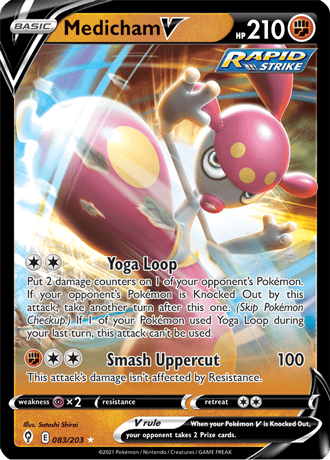 BASIC Medicham V HP 210
RAPID STRIKE
Yoga Loop
Put 2 damage counters on 1 of your opponent's Pokémon.
If your opponent's Pokémon is Knocked Out by this
attack, take another turn after this one. (Skip Pokémon
Checkup.) If 1 of your Pokémon used Yoga Loop during
your last turn, this attack can't be used.
Smash Uppercut 100
This attack's damage isn't affected by Resistance.
weakness ×2 resistance retreat
Illus. Satoshi Shirai
E 083/203
V rule When your Pokémon V is Knocked Out,
your opponent takes 2 Prize cards.
©2021 Pokémon / Nintendo / Creatures / GAME FREAK